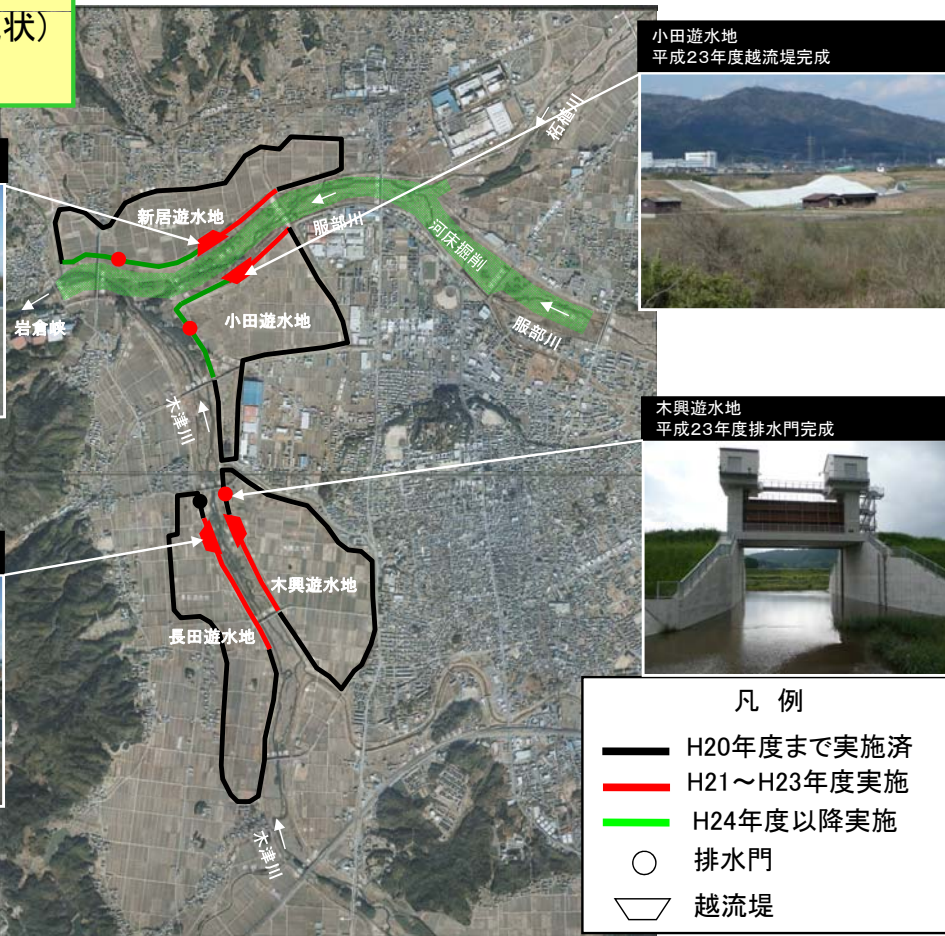 状）
小田遊水地
平成23年度越流堤完成
柘植川
新居遊水地
服部川
河床掘削
服部川
岩倉峡
小田遊水地
木津川
木興遊水地
平成23年度排水門完成
木興遊水地
長田遊水地
木津川
凡 例
H20年度まで実施済
H21～H23年度実施
H24年度以降実施
排水門
越流堤